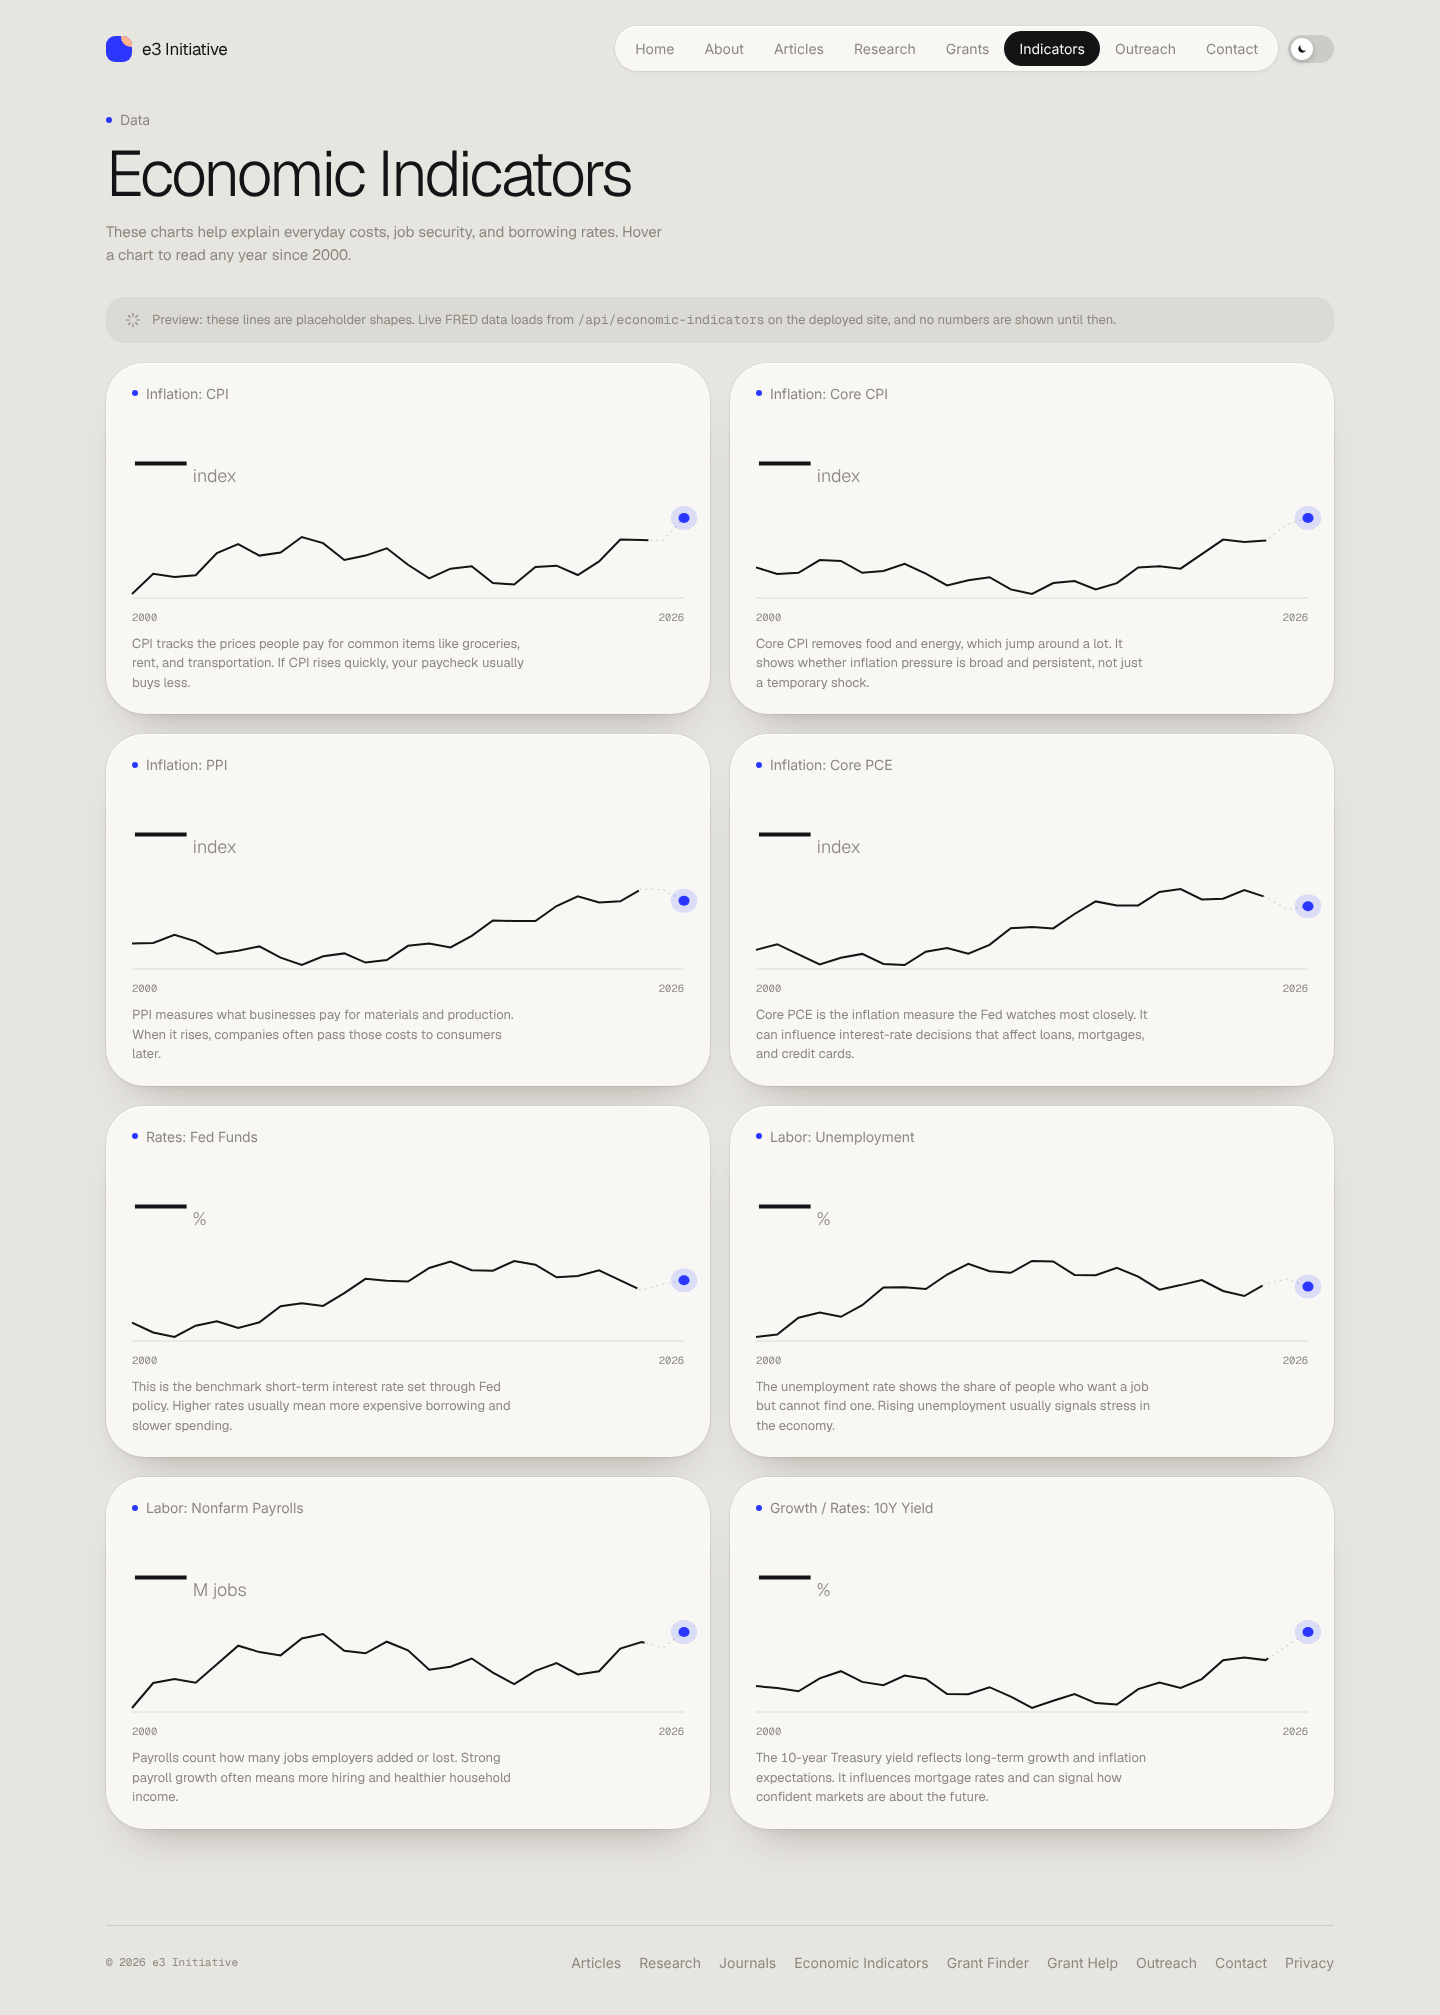 e3 Initiative
Home About Articles Research Grants Indicators Outreach Contact
Data
Economic Indicators
These charts help explain everyday costs, job security, and borrowing rates. Hover
a chart to read any year since 2000.
Preview: these lines are placeholder shapes. Live FRED data loads from /api/economic-indicators on the deployed site, and no numbers are shown until then.
Inflation: CPI
— index
2000 2026
CPI tracks the prices people pay for common items like groceries,
rent, and transportation. If CPI rises quickly, your paycheck usually
buys less.
Inflation: Core CPI
— index
2000 2026
Core CPI removes food and energy, which jump around a lot. It
shows whether inflation pressure is broad and persistent, not just
a temporary shock.
Inflation: PPI
— index
2000 2026
PPI measures what businesses pay for materials and production.
When it rises, companies often pass those costs to consumers
later.
Inflation: Core PCE
— index
2000 2026
Core PCE is the inflation measure the Fed watches most closely. It
can influence interest-rate decisions that affect loans, mortgages,
and credit cards.
Rates: Fed Funds
— %
2000 2026
This is the benchmark short-term interest rate set through Fed
policy. Higher rates usually mean more expensive borrowing and
slower spending.
Labor: Unemployment
— %
2000 2026
The unemployment rate shows the share of people who want a job
but cannot find one. Rising unemployment usually signals stress in
the economy.
Labor: Nonfarm Payrolls
— M jobs
2000 2026
Payrolls count how many jobs employers added or lost. Strong
payroll growth often means more hiring and healthier household
income.
Growth / Rates: 10Y Yield
— %
2000 2026
The 10-year Treasury yield reflects long-term growth and inflation
expectations. It influences mortgage rates and can signal how
confident markets are about the future.
© 2026 e3 Initiative
Articles Research Journals Economic Indicators Grant Finder Grant Help Outreach Contact Privacy